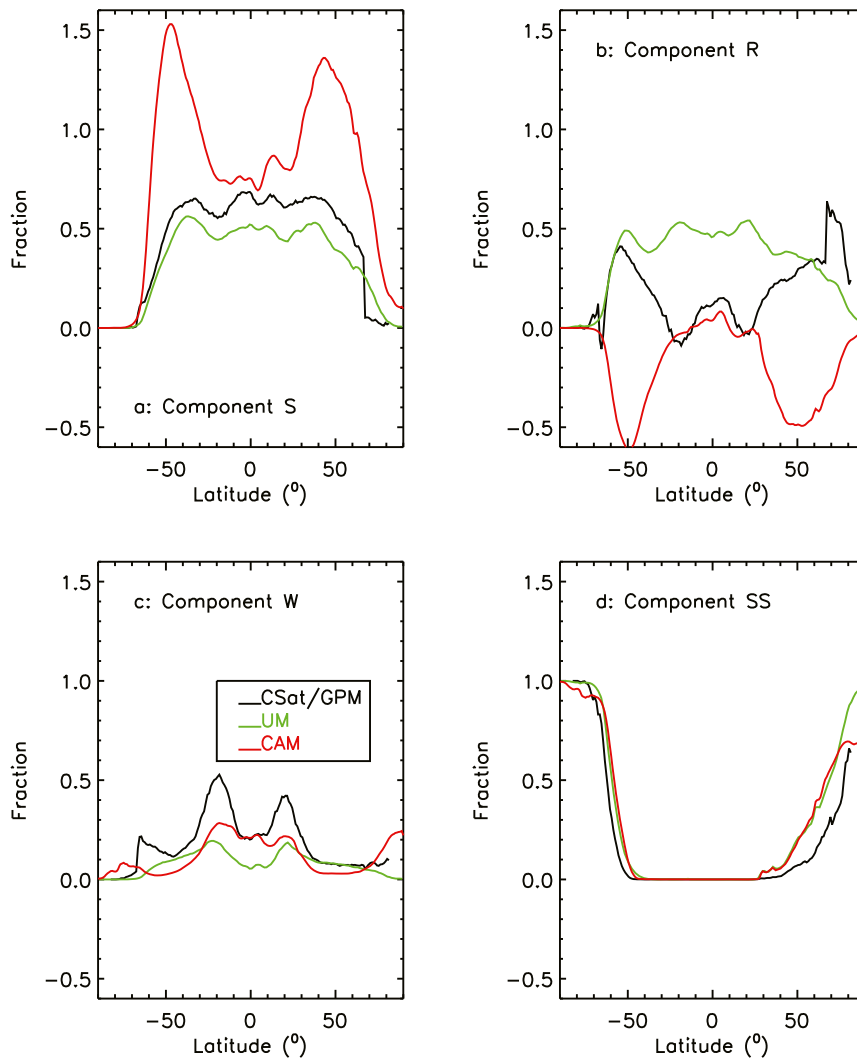 1.5
1.0
0.5
0.0
−0.5
Fraction
a: Component S
−50 0 50
Latitude (⁰)
1.5
1.0
0.5
0.0
−0.5
Fraction
b: Component R
−50 0 50
Latitude (⁰)
1.5
1.0
0.5
0.0
−0.5
Fraction
c: Component W
CSat/GPM
UM
CAM
−50 0 50
Latitude (⁰)
1.5
1.0
0.5
0.0
−0.5
Fraction
d: Component SS
−50 0 50
Latitude (⁰)